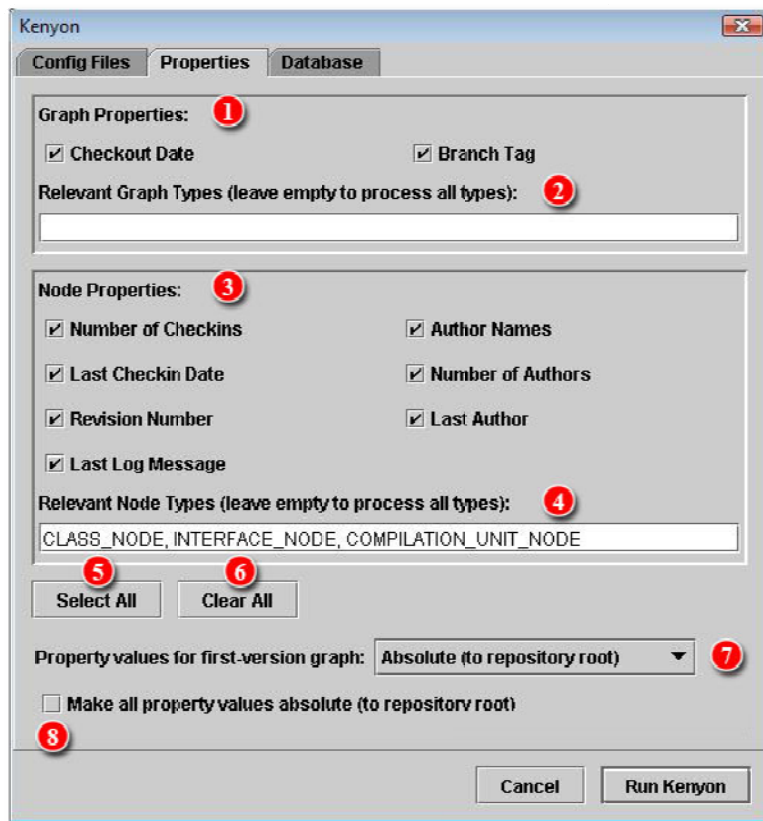 Kenyon
Config Files Properties Database
Graph Properties: 1
Checkout Date Branch Tag
Relevant Graph Types (leave empty to process all types): 2
Node Properties: 3
Number of Checkins Author Names
Last Checkin Date Number of Authors
Revision Number Last Author
Last Log Message
Relevant Node Types (leave empty to process all types): 4
CLASS_NODE, INTERFACE_NODE, COMPILATION_UNIT_NODE
5 6
Select All Clear All
Property values for first-version graph: Absolute (to repository root) 7
Make all property values absolute (to repository root)
8
Cancel Run Kenyon